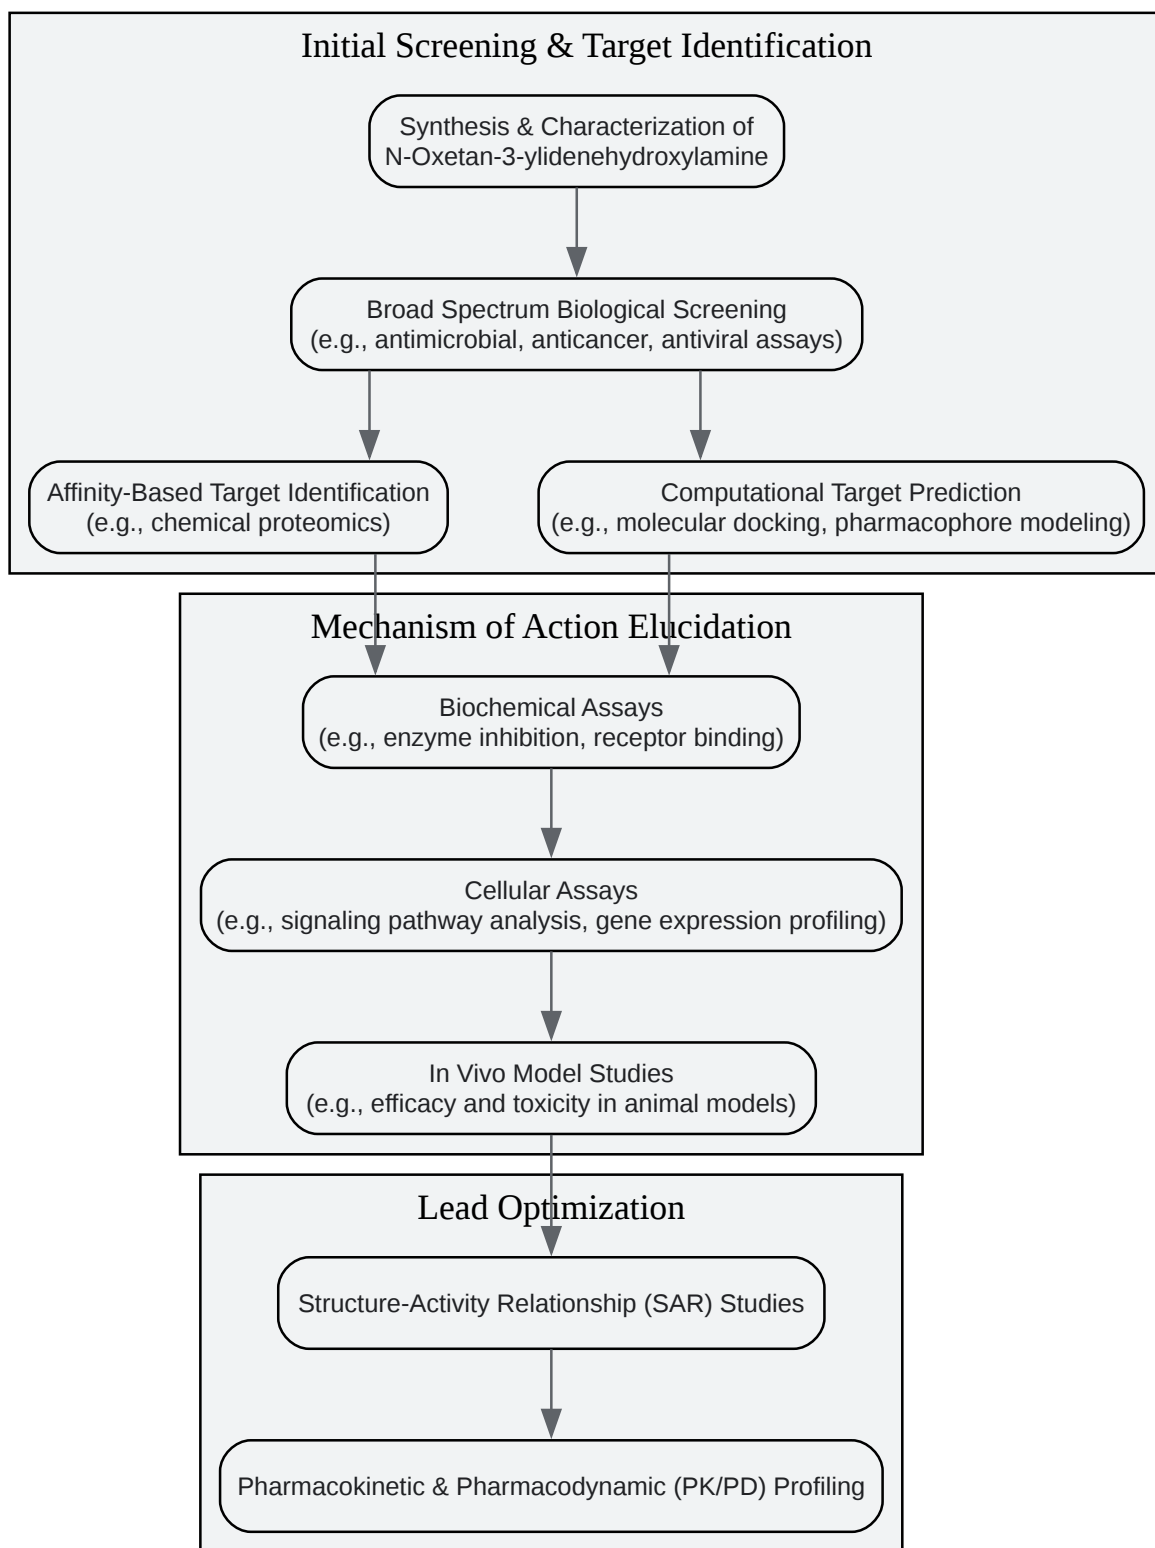 Initial Screening & Target Identification
Synthesis & Characterization of
N-Oxetan-3-ylidenehydroxylamine
Broad Spectrum Biological Screening
(e.g., antimicrobial, anticancer, antiviral assays)
Affinity-Based Target Identification
(e.g., chemical proteomics)
Computational Target Prediction
(e.g., molecular docking, pharmacophore modeling)
Mechanism of Action Elucidation
Biochemical Assays
(e.g., enzyme inhibition, receptor binding)
Cellular Assays
(e.g., signaling pathway analysis, gene expression profiling)
In Vivo Model Studies
(e.g., efficacy and toxicity in animal models)
Lead Optimization
Structure-Activity Relationship (SAR) Studies
Pharmacokinetic & Pharmacodynamic (PK/PD) Profiling